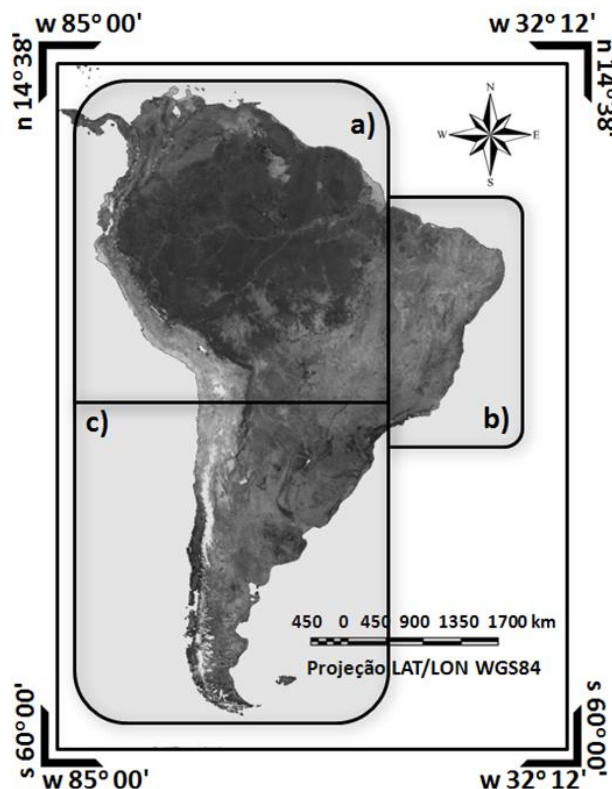 w 85° 00'
w 32° 12'
n 14° 38'
n 14° 38'
a)
N
W E
S
b)
c)
450 0 450 900 1350 1700 km
Projeção LAT/LON WGS84
s 60° 00'
s 60° 00'
w 85° 00'
w 32° 12'